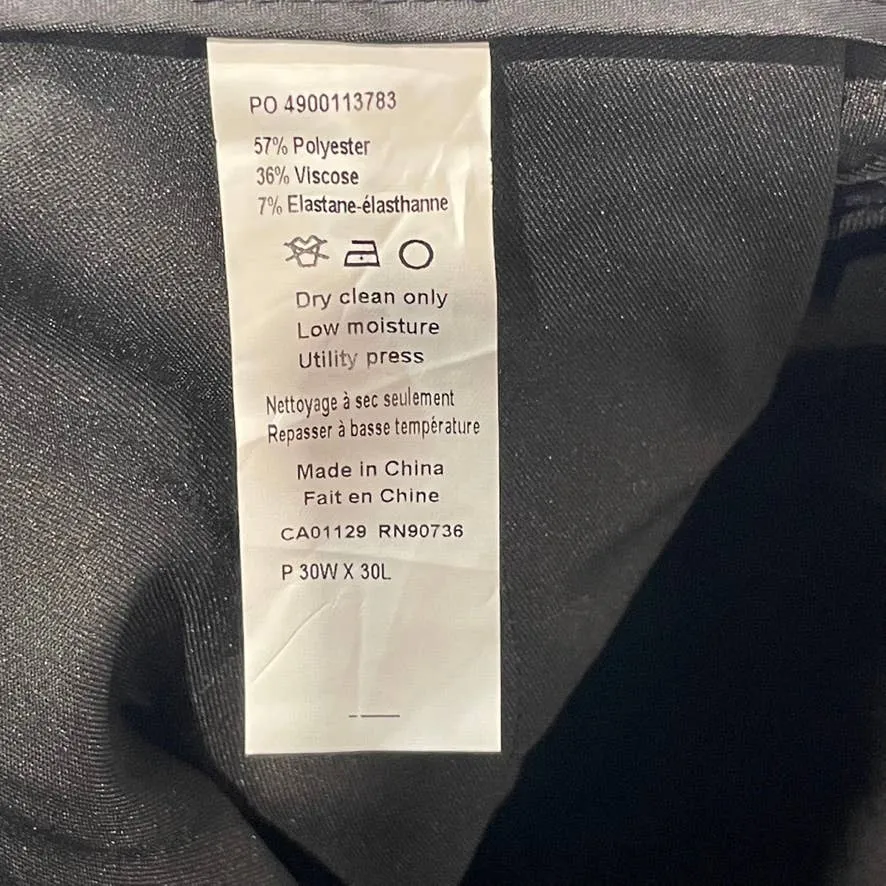 PO 4900113783
57% Polyester
36% Viscose
7% Elastane-élasthanne
Dry clean only
Low moisture
Utility press
Nettoyage à sec seulement
Repasser à basse température
Made in China
Fait en Chine
CA01129 RN90736
P 30W X 30L